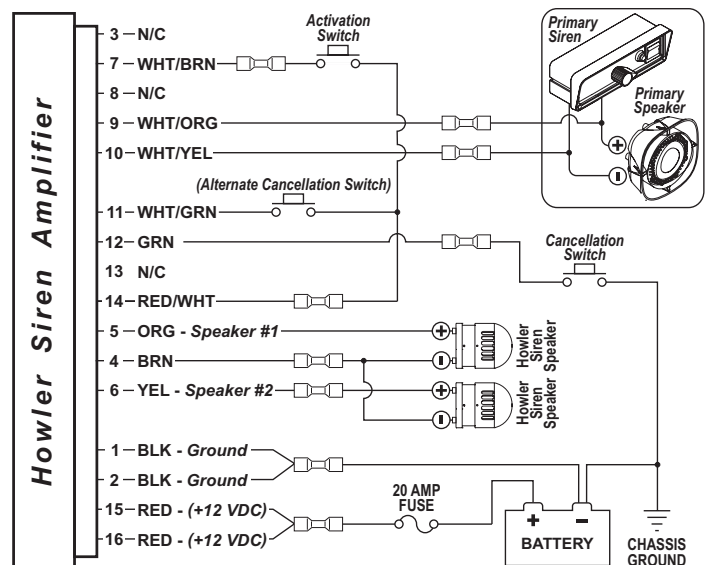 Howler Siren Amplifier
3 N/C
7 WHT/BRN
8 N/C
9 WHT/ORG
10 WHT/YEL
11 WHT/GRN
12 GRN
13 N/C
14 RED/WHT
5 ORG - Speaker #1
4 BRN
6 YEL - Speaker #2
1 BLK - Ground
2 BLK - Ground
15 RED - (+12 VDC)
16 RED - (+12 VDC)
Activation
Switch
Primary
Siren
Primary
Speaker
+
-
(Alternate Cancellation Switch)
Cancellation
Switch
+
-
Howler
Siren
Speaker
+
-
Howler
Siren
Speaker
20 AMP
FUSE
+ -
BATTERY
CHASSIS
GROUND